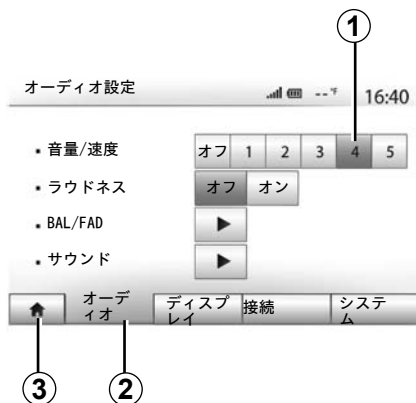 1
オーディオ設定
--°F 16:40
音量/速度 オフ 1 2 3 4 5
ラウドネス オフ オン
BAL/FAD
サウンド
オーデ
ィオ
ディスプ
レイ
接続
システ
ム
3 2